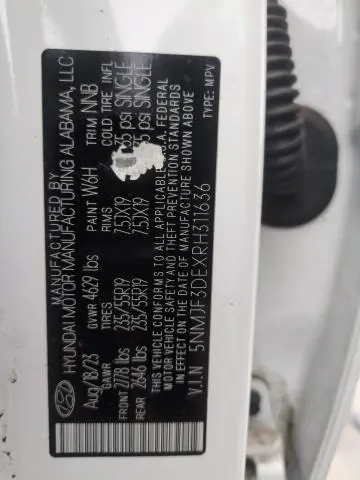 MANUFACTURED BY
HYUNDAI MOTOR MANUFACTURING ALABAMA, LLC
Aug/18/23 GVWR 4629 lbs PAINT W6H TRIM NNB
GAWR TIRES RIMS COLD TIRE INFL
FRONT 2778 lbs 235/55R19 7.5JX19 35 psi SINGLE
REAR 2646 lbs 235/55R19 7.5JX19 psi SINGLE
THIS VEHICLE CONFORMS TO ALL APPLICABLE U.S.A. FEDERAL
MOTOR VEHICLE SAFETY AND THEFT PREVENTION STANDARDS
IN EFFECT ON THE DATE OF MANUFACTURE SHOWN ABOVE
V.I.N 5NMJF3DEXRH311636 TYPE: MPV